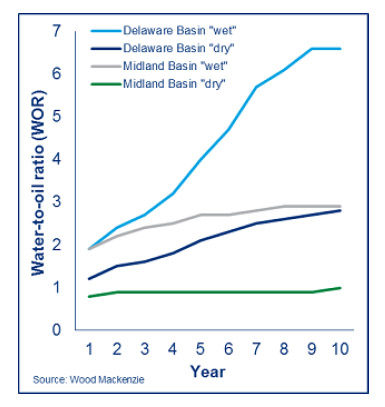 7
6
5
4
3
2
1
0
Water-to-oil ratio (WOR)
Delaware Basin "wet"
Delaware Basin "dry"
Midland Basin "wet"
Midland Basin "dry"
1 2 3 4 5 6 7 8 9 10
Year
Source: Wood Mackenzie